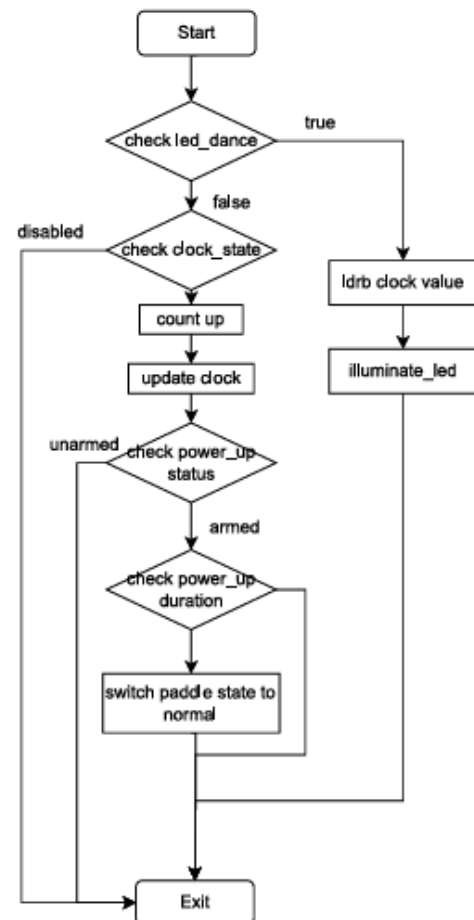 Start
check led_dance
true
false
disabled
check clock_state
ldrb clock value
count up
illuminate_led
update clock
unarmed
check power_up
status
armed
check power_up
duration
switch paddle state to
normal
Exit